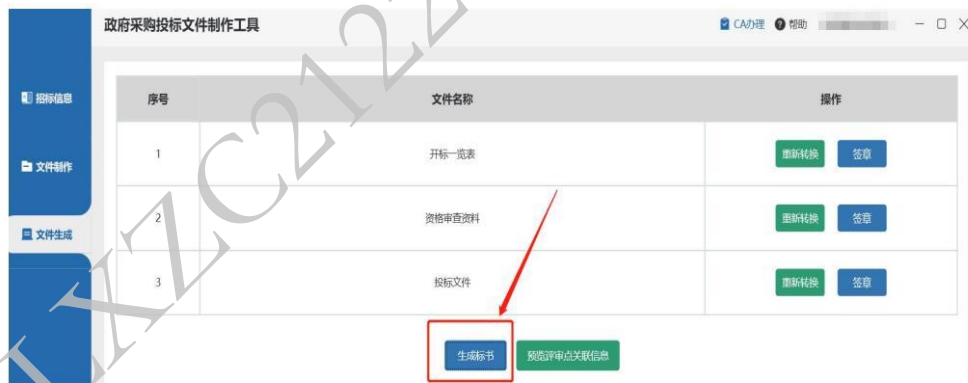 政府采购投标文件制作工具
CA办理 帮助
招标信息
文件制作
文件生成
序号 文件名称 操作
1 开标一览表 重新转换 签章
2 资格审查资料 重新转换 签章
3 投标文件 重新转换 签章
生成标书 预览评审点关联信息
LXZC2122